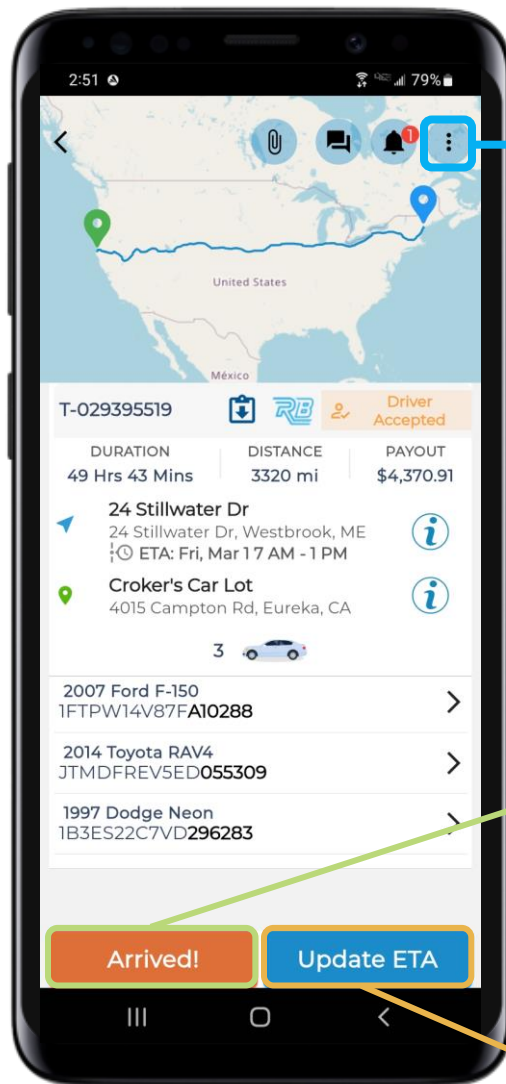 2:51 79%
1
United States
México
T-029395519 RB Driver
Accepted
DURATION DISTANCE PAYOUT
49 Hrs 43 Mins 3320 mi $4,370.91
24 Stillwater Dr
24 Stillwater Dr, Westbrook, ME
ETA: Fri, Mar 1 7 AM - 1 PM
Croker's Car Lot
4015 Campton Rd, Eureka, CA
3
2007 Ford F-150
1FTPW14V87FA10288
2014 Toyota RAV4
JTMDFREV5ED055309
1997 Dodge Neon
1B3ES22C7VD296283
Arrived! Update ETA